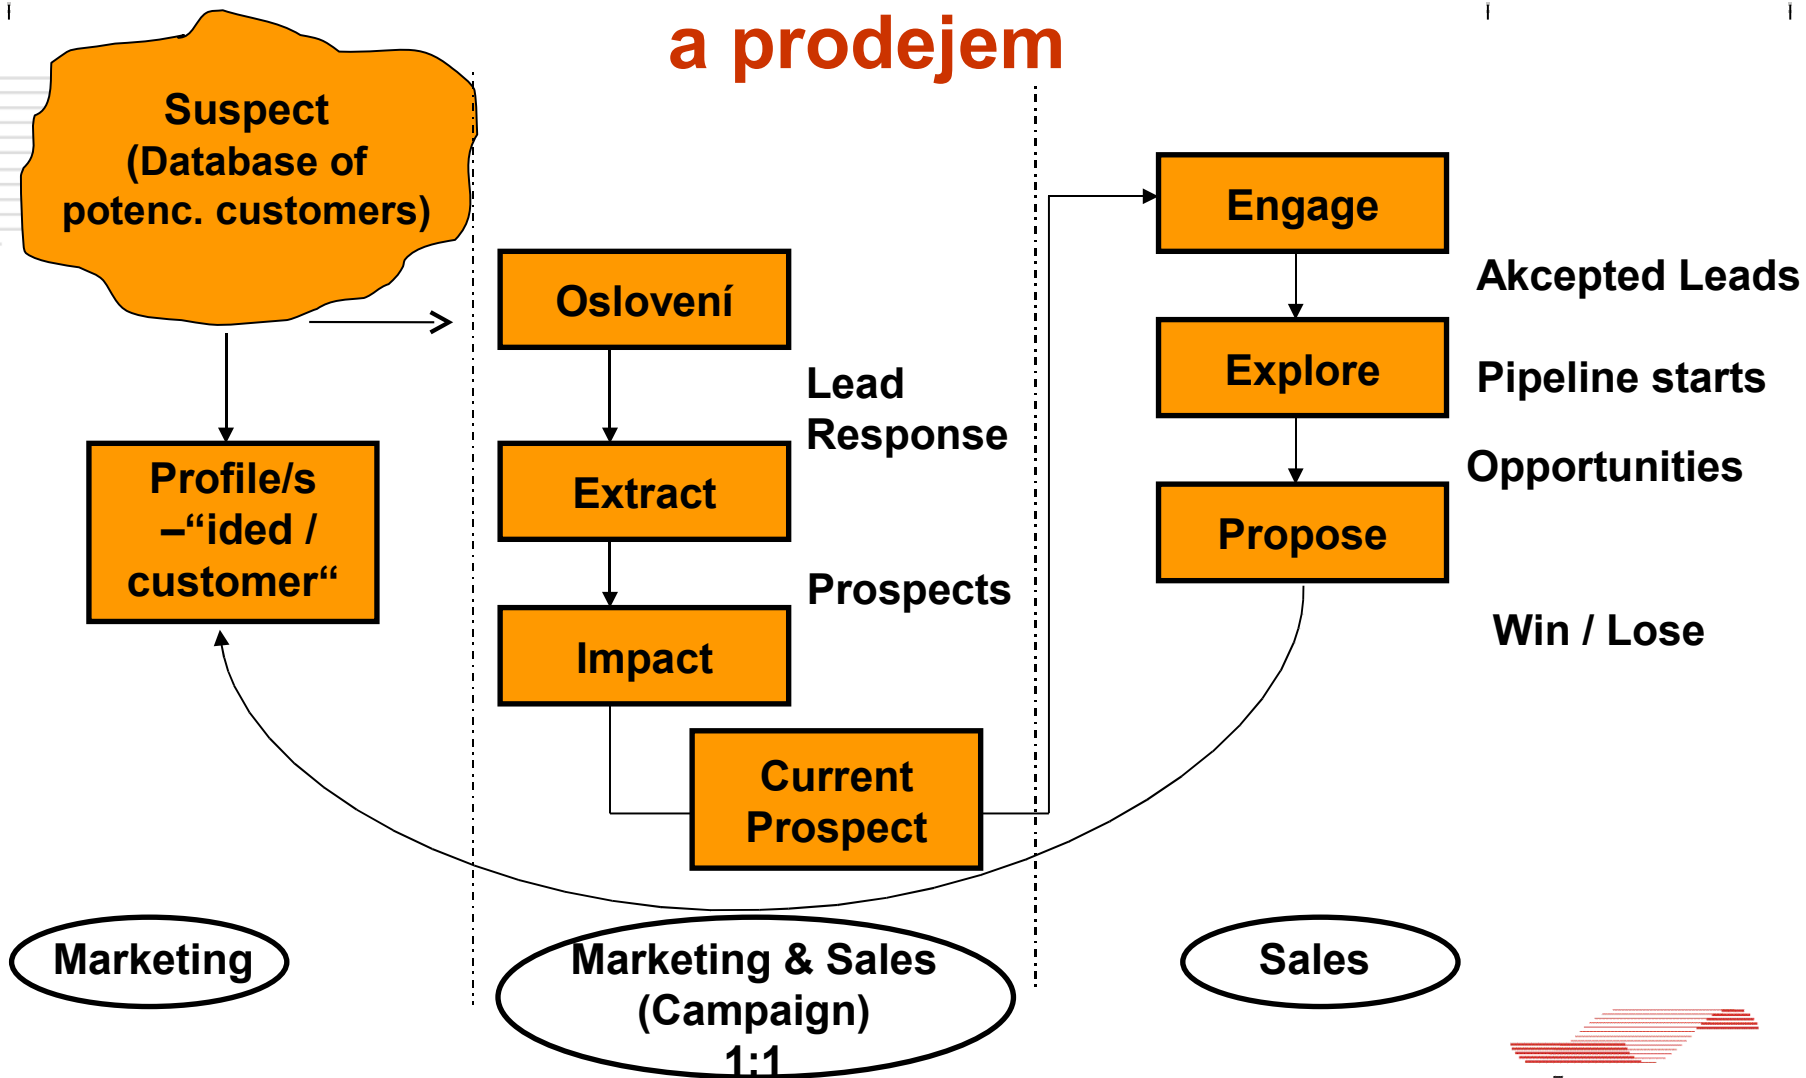 a prodejem
Suspect
(Database of
potenc. customers)
Profile/s
–“ided /
customer“
Oslovení
Lead
Response
Extract
Prospects
Impact
Current
Prospect
Engage
Akcepted Leads
Explore
Pipeline starts
Opportunities
Propose
Win / Lose
Marketing
Marketing & Sales
(Campaign)
1:1
Sales